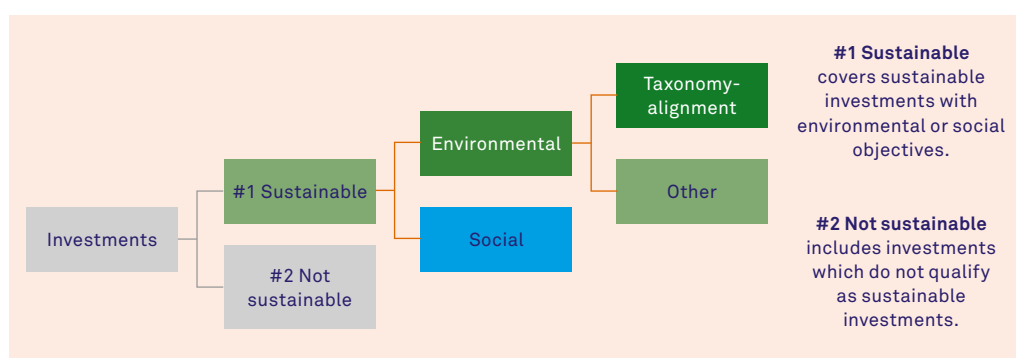 Investments
#1 Sustainable
#2 Not
sustainable
Environmental
Social
Taxonomy-
alignment
Other
#1 Sustainable
covers sustainable
investments with
environmental or social
objectives.
#2 Not sustainable
includes investments
which do not qualify
as sustainable
investments.